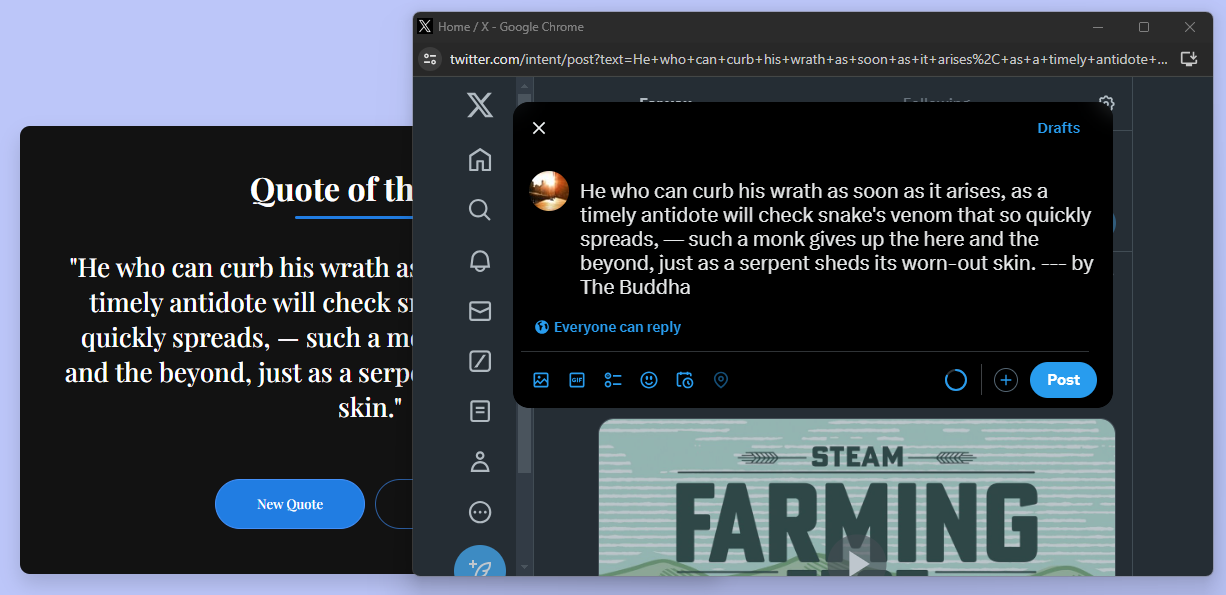 Home / X - Google Chrome
twitter.com/intent/post?text=He+who+can+curb+his+wrath+as+soon+as+it+arises%2C+as+a+timely+antidote+...
Following
Drafts
He who can curb his wrath as soon as it arises, as a
timely antidote will check snake's venom that so quickly
spreads, — such a monk gives up the here and the
beyond, just as a serpent sheds its worn-out skin. --- by
The Buddha
Everyone can reply
GIF
Post
Quote of th
"He who can curb his wrath as
timely antidote will check sn
quickly spreads, — such a m
and the beyond, just as a serp
skin."
New Quote
STEAM
FARMING